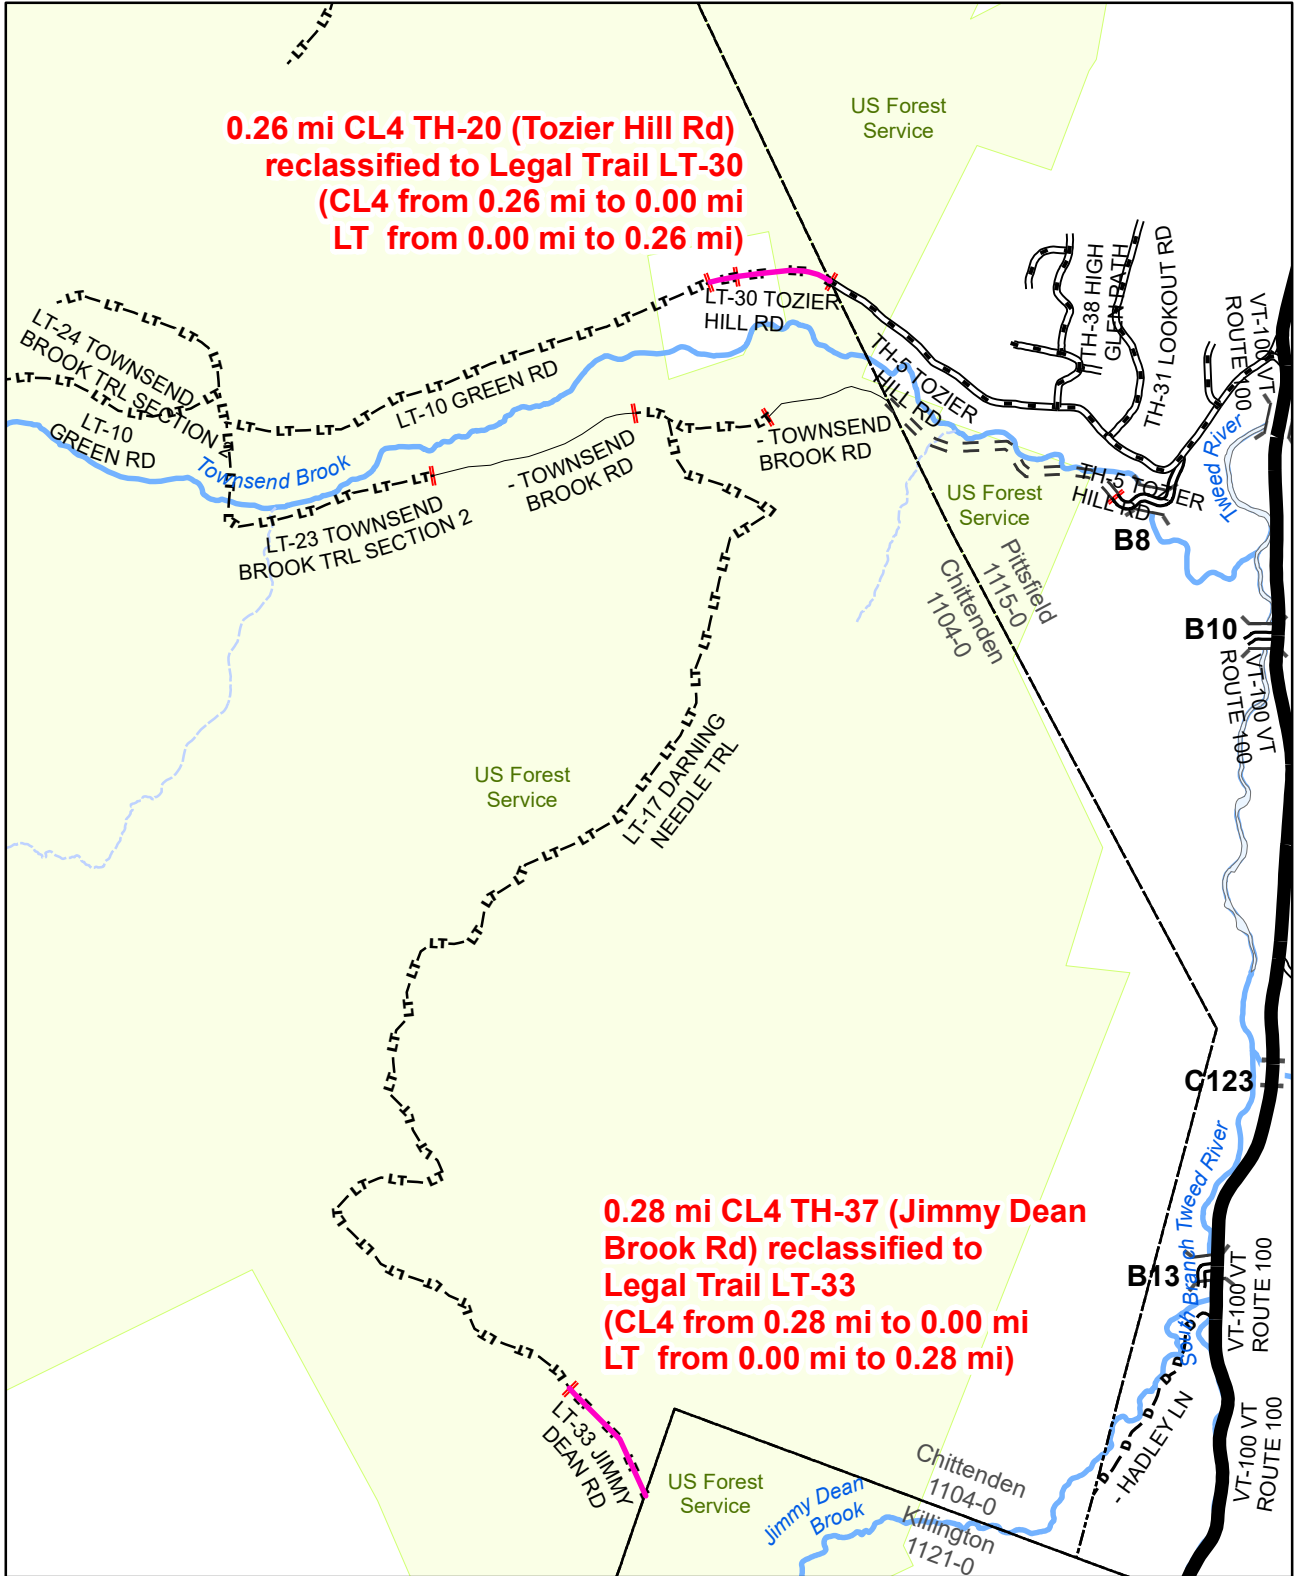 US Forest
Service
0.26 mi CL4 TH-20 (Tozier Hill Rd)
reclassified to Legal Trail LT-30
(CL4 from 0.26 mi to 0.00 mi
LT  from 0.00 mi to 0.26 mi)
LT-30 TOZIER
HILL RD
TH-38 HIGH
GLEN PATH
TH-31 LOOKOUT RD
VT-100 VT
ROUTE 100
LT-24 TOWNSEND
BROOK TRL SECTION 4
LT-10
GREEN RD
LT-10 GREEN RD
TH-5 TOZIER
HILL RD
Townsend Brook
- TOWNSEND
BROOK RD
- TOWNSEND
BROOK RD
Tweed River
US Forest
Service
TH-5 TOZIER
HILL RD
LT-23 TOWNSEND
BROOK TRL SECTION 2
B8
Pittsfield
1115-0
Chittenden
1104-0
B10
VT-100 VT
ROUTE 100
LT-17 DARNING
NEEDLE TRL
US Forest
Service
C123
South Branch Tweed River
0.28 mi CL4 TH-37 (Jimmy Dean
Brook Rd) reclassified to
Legal Trail LT-33
(CL4 from 0.28 mi to 0.00 mi
LT  from 0.00 mi to 0.28 mi)
B13
VT-100 VT
ROUTE 100
LT-33 JIMMY
DEAN RD
- HADLEY LN
VT-100 VT
ROUTE 100
US Forest
Service
Jimmy Dean
Brook
Chittenden
1104-0
Killington
1121-0